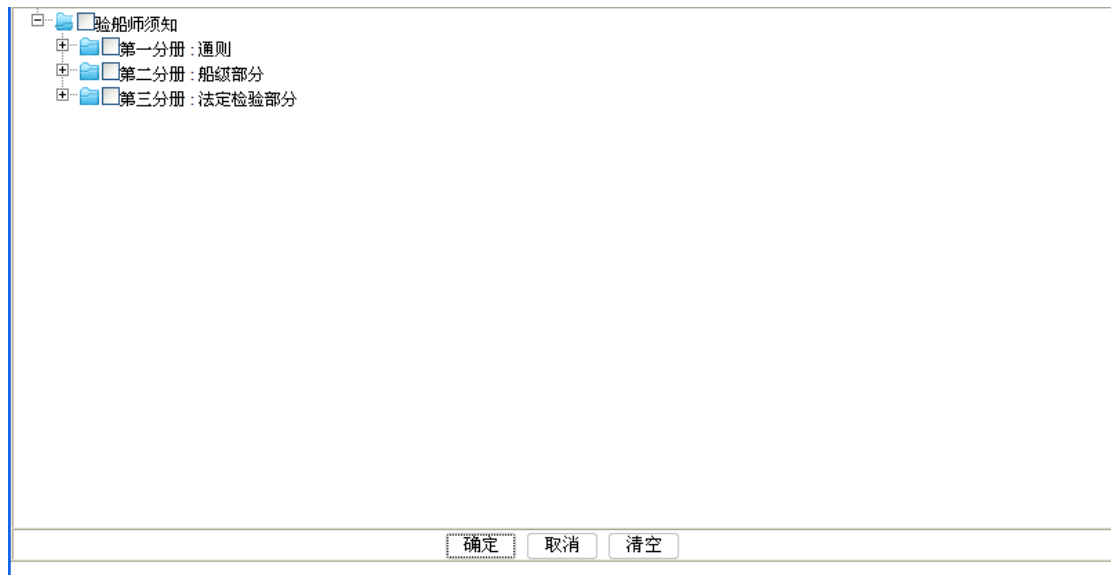 验船师须知
第一分册 : 通则
第二分册 : 船级部分
第三分册 : 法定检验部分
确定 取消 清空